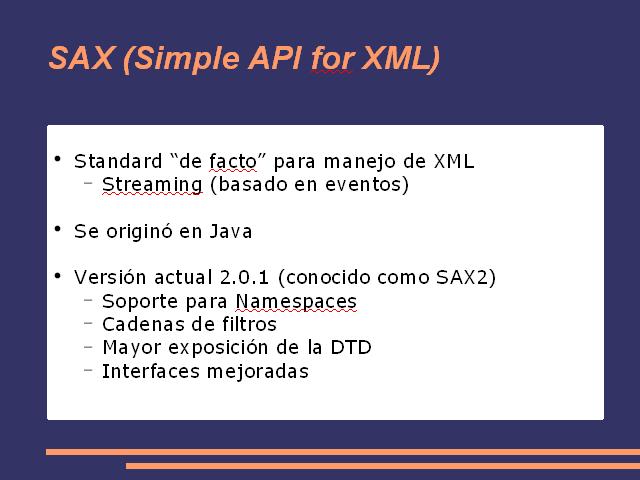 SAX (Simple API for XML)
• Standard “de facto” para manejo de XML
– Streaming (basado en eventos)
• Se originó en Java
• Versión actual 2.0.1 (conocido como SAX2)
– Soporte para Namespaces
– Cadenas de filtros
– Mayor exposición de la DTD
– Interfaces mejoradas